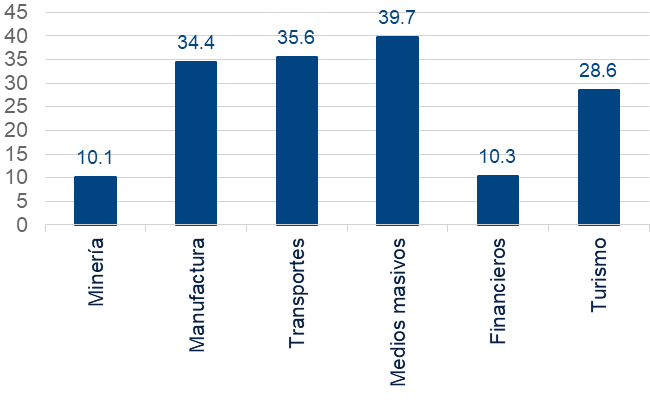 45
40
35
30
25
20
15
10
5
0
10.1
34.4
35.6
39.7
10.3
28.6
Minería
Manufactura
Transportes
Medios masivos
Financieros
Turismo